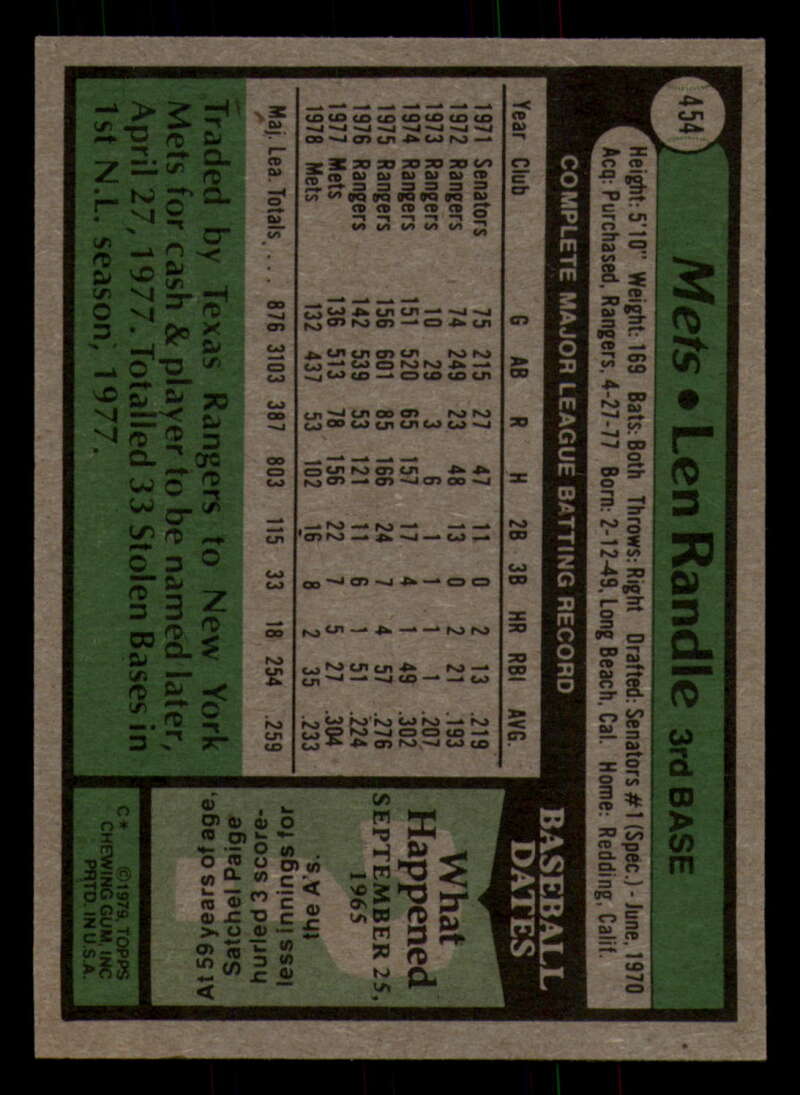 454
Mets • Len Randle 3rd BASE
Height: 5'10" Weight: 169 Bats: Both Throws: Right Drafted: Senators #1 (Spec.) - June, 1970
Acq: Purchased, Rangers, 4-27-77 Born: 2-12-49, Long Beach, Cal. Home: Redding, Calif.
COMPLETE MAJOR LEAGUE BATTING RECORD
Year Club G AB R H 2B 3B HR RBI AVG.
1971 Senators 75 215 27 47 11 0 2 13 .219
1972 Rangers 74 249 23 48 13 0 2 21 .193
1973 Rangers 10 29 3 6 1 1 1 1 .207
1974 Rangers 151 520 65 157 17 4 1 49 .302
1975 Rangers 156 601 85 166 24 7 4 57 .276
1976 Rangers 142 539 53 121 11 6 1 51 .224
1977 Mets 136 513 78 156 22 7 5 27 .304
1978 Mets 132 437 53 102 16 8 2 35 .233
Maj. Lea. Totals.... 876 3103 387 803 115 33 18 254 .259
Traded by Texas Rangers to New York
Mets for cash & player to be named later,
April 27, 1977. Totalled 33 Stolen Bases in
1st N.L. season, 1977.
BASEBALL
DATES
What
Happened
SEPTEMBER 25,
1965
At 59 years of age,
Satchel Paige
hurled 3 score-
less innings for
the A's.
C* ©1979, TOPPS
CHEWING GUM, INC
PRTD. IN U.S.A.